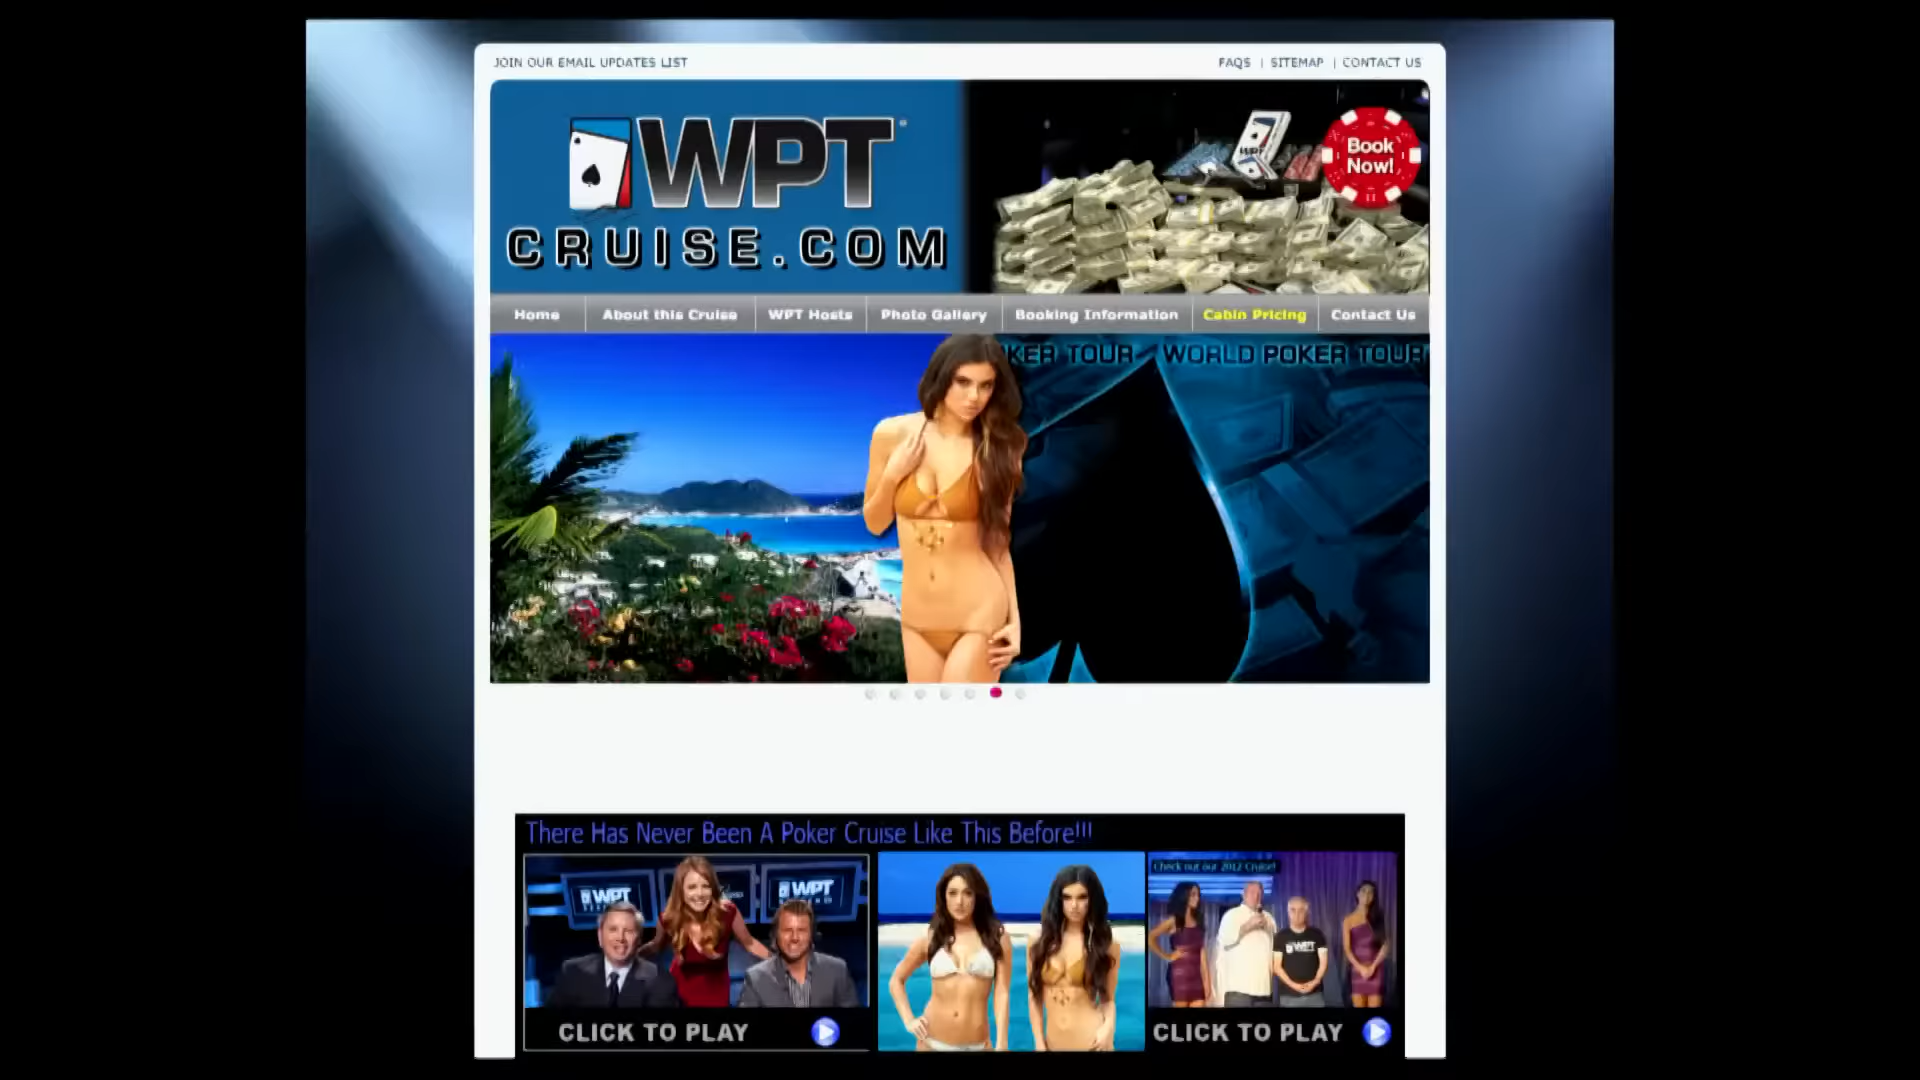 JOIN OUR EMAIL UPDATES LIST
FAQS | SITEMAP | CONTACT US
WPT
CRUISE.COM
WPT
Book
Now!
Home
About this Cruise
WPT Hosts
Photo Gallery
Booking Information
Cabin Pricing
Contact Us
KER TOUR WORLD POKER TOUR
There Has Never Been A Poker Cruise Like This Before!!!
Check out our 2012 Cruise!
WPT
WPT
WPT
CLICK TO PLAY
CLICK TO PLAY